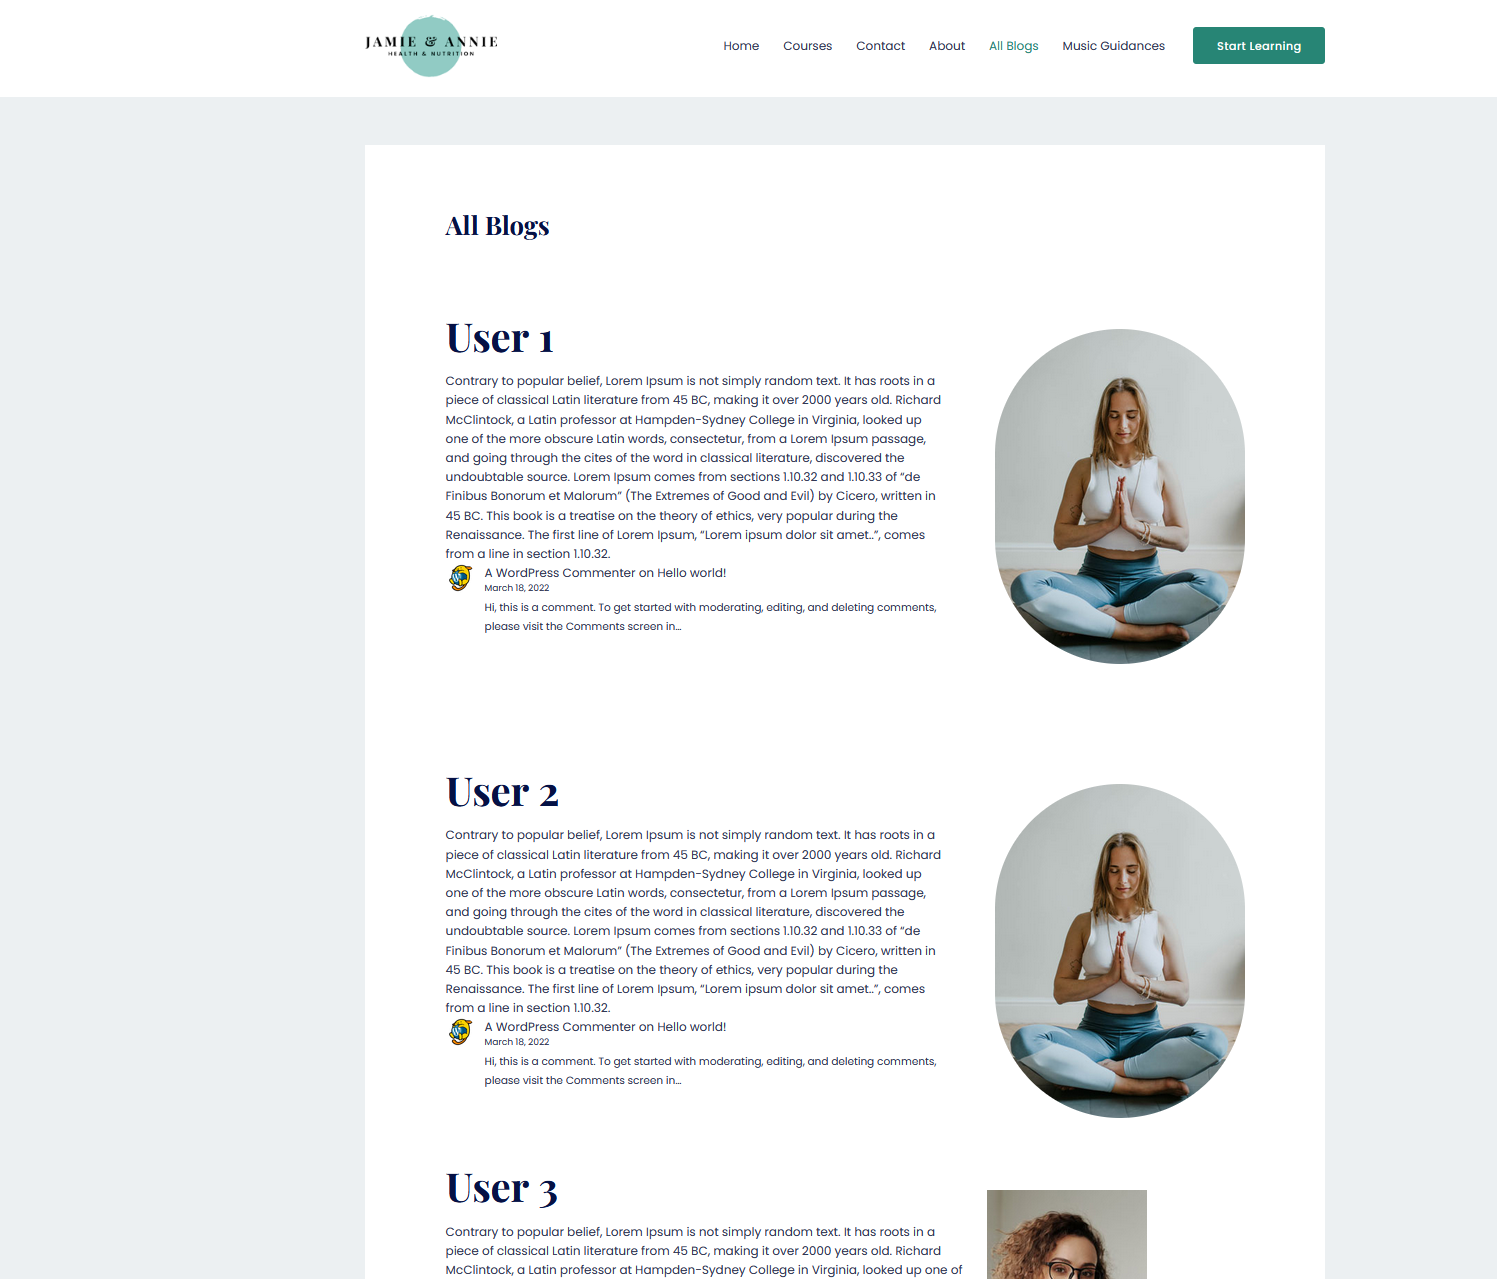 JAMIE & ANNIE
HEALTH & NUTRITION
Home Courses Contact About All Blogs Music Guidances Start Learning
All Blogs
User 1
Contrary to popular belief, Lorem Ipsum is not simply random text. It has roots in a
piece of classical Latin literature from 45 BC, making it over 2000 years old. Richard
McClintock, a Latin professor at Hampden-Sydney College in Virginia, looked up
one of the more obscure Latin words, consectetur, from a Lorem Ipsum passage,
and going through the cites of the word in classical literature, discovered the
undoubtable source. Lorem Ipsum comes from sections 1.10.32 and 1.10.33 of “de
Finibus Bonorum et Malorum” (The Extremes of Good and Evil) by Cicero, written in
45 BC. This book is a treatise on the theory of ethics, very popular during the
Renaissance. The first line of Lorem Ipsum, “Lorem ipsum dolor sit amet..”, comes
from a line in section 1.10.32.
A WordPress Commenter on Hello world!
March 18, 2022
Hi, this is a comment. To get started with moderating, editing, and deleting comments,
please visit the Comments screen in…
User 2
Contrary to popular belief, Lorem Ipsum is not simply random text. It has roots in a
piece of classical Latin literature from 45 BC, making it over 2000 years old. Richard
McClintock, a Latin professor at Hampden-Sydney College in Virginia, looked up
one of the more obscure Latin words, consectetur, from a Lorem Ipsum passage,
and going through the cites of the word in classical literature, discovered the
undoubtable source. Lorem Ipsum comes from sections 1.10.32 and 1.10.33 of “de
Finibus Bonorum et Malorum” (The Extremes of Good and Evil) by Cicero, written in
45 BC. This book is a treatise on the theory of ethics, very popular during the
Renaissance. The first line of Lorem Ipsum, “Lorem ipsum dolor sit amet..”, comes
from a line in section 1.10.32.
A WordPress Commenter on Hello world!
March 18, 2022
Hi, this is a comment. To get started with moderating, editing, and deleting comments,
please visit the Comments screen in…
User 3
Contrary to popular belief, Lorem Ipsum is not simply random text. It has roots in a
piece of classical Latin literature from 45 BC, making it over 2000 years old. Richard
McClintock, a Latin professor at Hampden-Sydney College in Virginia, looked up one of